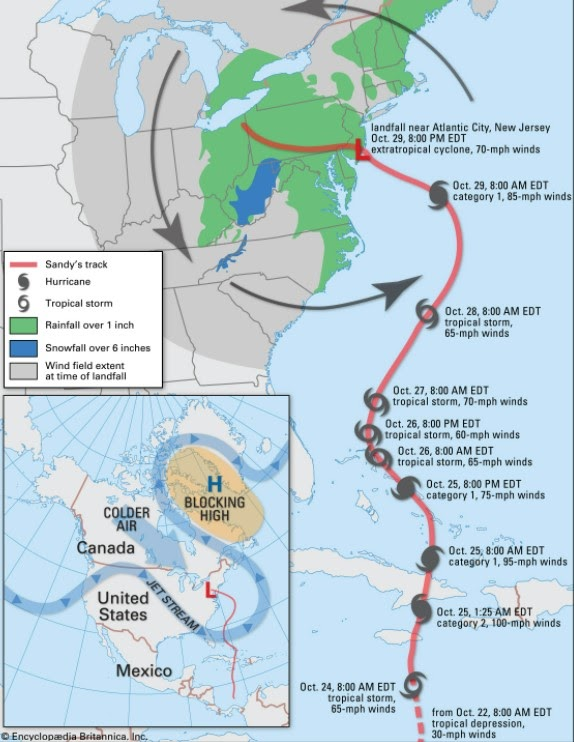 landfall near Atlantic City, New Jersey
Oct. 29, 8:00 PM EDT
extratropical cyclone, 70-mph winds
L
Oct. 29, 8:00 AM EDT
category 1, 85-mph winds
Sandy's track
Hurricane
Tropical storm
Rainfall over 1 inch
Snowfall over 6 inches
Wind field extent
at time of landfall
Oct. 28, 8:00 AM EDT
tropical storm,
65-mph winds
Oct. 27, 8:00 AM EDT
tropical storm, 70-mph winds
Oct. 26, 8:00 PM EDT
tropical storm, 60-mph winds
Oct. 26, 8:00 AM EDT
tropical storm, 65-mph winds
Oct. 25, 8:00 PM EDT
category 1, 75-mph winds
Oct. 25, 8:00 AM EDT
category 1, 95-mph winds
Oct. 25, 1:25 AM EDT
category 2, 100-mph winds
Oct. 24, 8:00 AM EDT
tropical storm,
65-mph winds
from Oct. 22, 8:00 AM EDT
tropical depression,
30-mph winds
H
BLOCKING
HIGH
COLDER
AIR
Canada
L
United
States
JET STREAM
Mexico
© Encyclopædia Britannica, Inc.